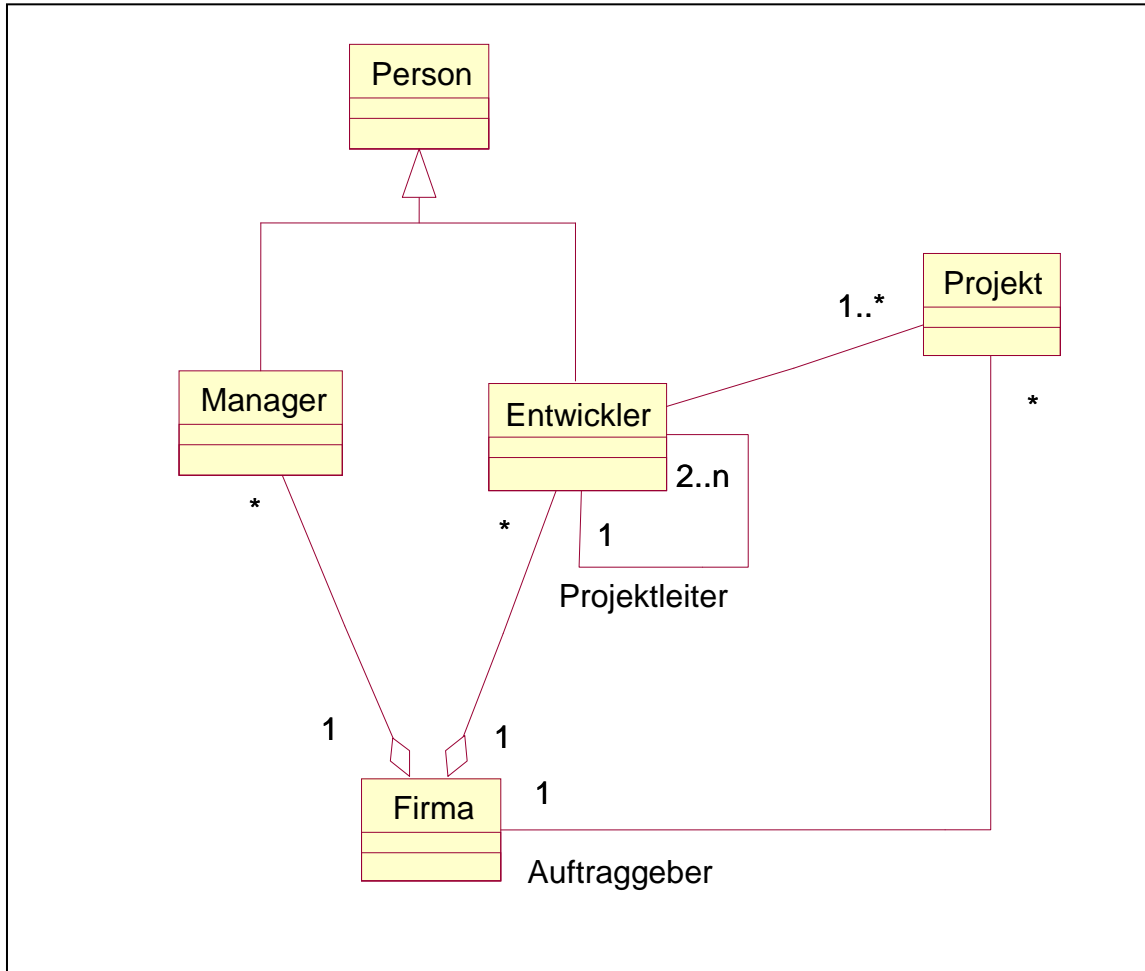 Person
Projekt
1..*
Manager
Entwickler
*
2..n
*
*
1
Projektleiter
1
1
1
Firma
Auftraggeber